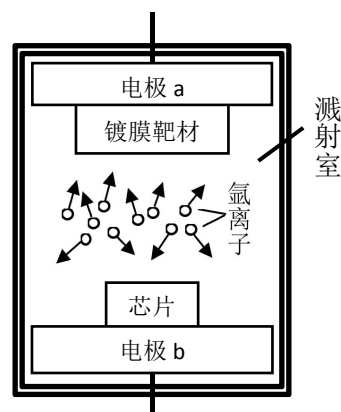 电极 a
镀膜靶材
溅射室
氩离子
芯片
电极 b